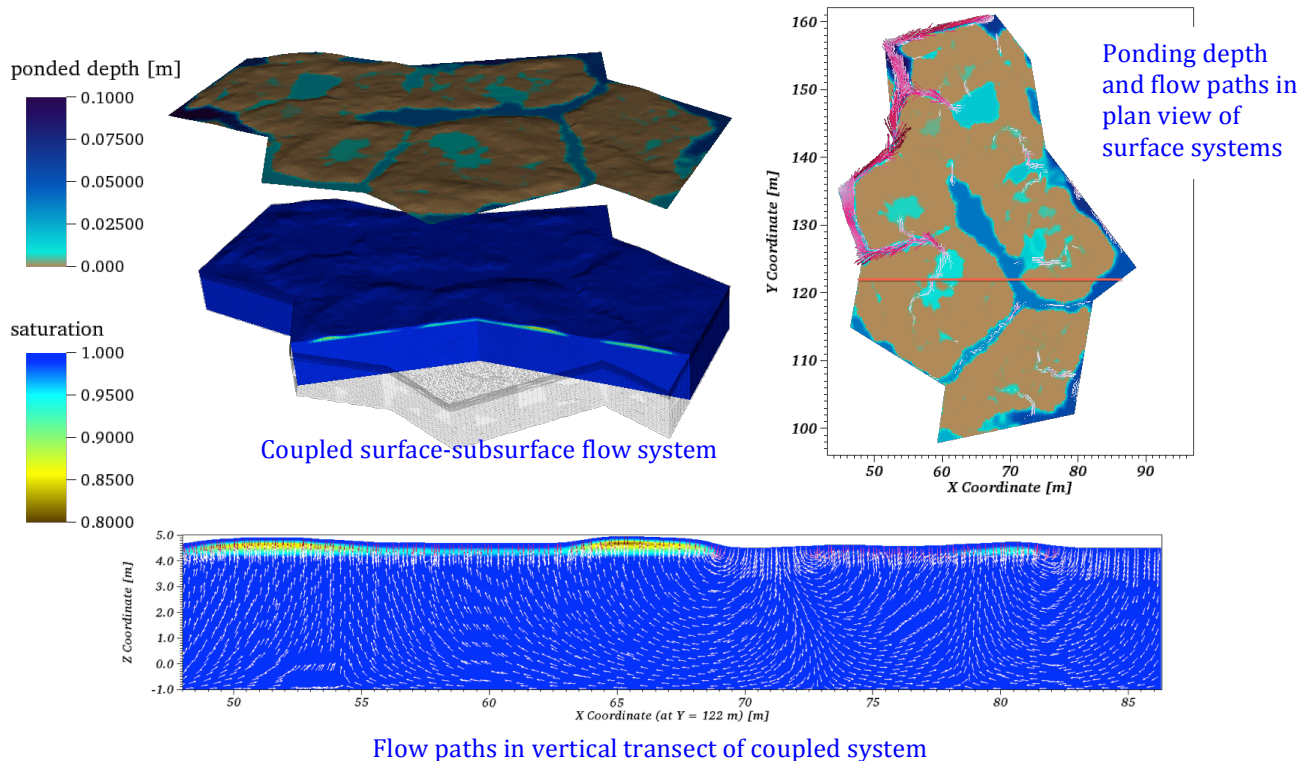 ponded depth [m]
0.1000
0.07500
0.05000
0.02500
0.000
saturation
1.000
0.9500
0.9000
0.8500
0.8000
Coupled surface-subsurface flow system
160
150
140
130
120
110
100
Y Coordinate [m]
50 60 70 80 90
X Coordinate [m]
Ponding depth
and flow paths in
plan view of
surface systems
5.0
4.0
3.0
2.0
1.0
0.0
-1.0
Z Coordinate [m]
50 55 60 65 70 75 80 85
X Coordinate (at Y = 122 m) [m]
Flow paths in vertical transect of coupled system